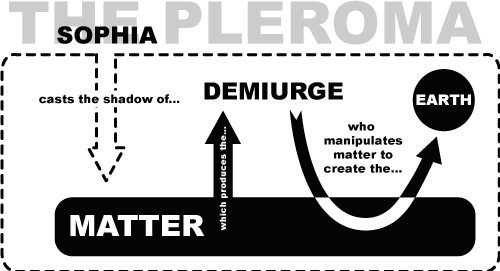 THE PLEROMA
SOPHIA
casts the shadow of...
DEMIURGE
EARTH
who
manipulates
matter to
create the...
which produces the...
MATTER